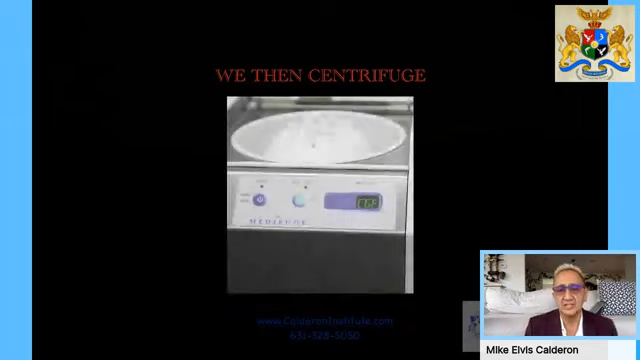 WE THEN CENTRIFUGE
MEDIFUGE
www.CalderonInstitute.com
631-328-5050
Mike Elvis Calderon